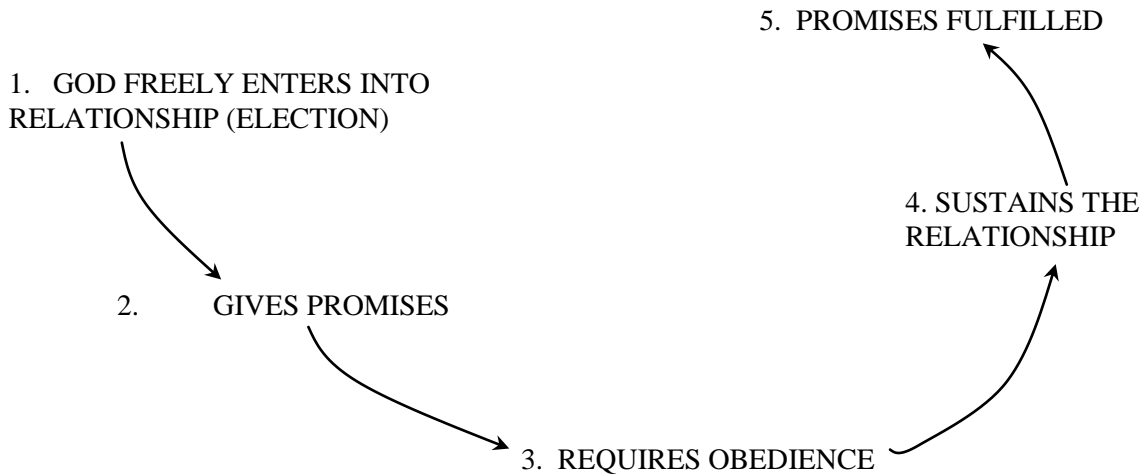 1. GOD FREELY ENTERS INTO
RELATIONSHIP (ELECTION)
2. GIVES PROMISES
3. REQUIRES OBEDIENCE
4. SUSTAINS THE
RELATIONSHIP
5. PROMISES FULFILLED